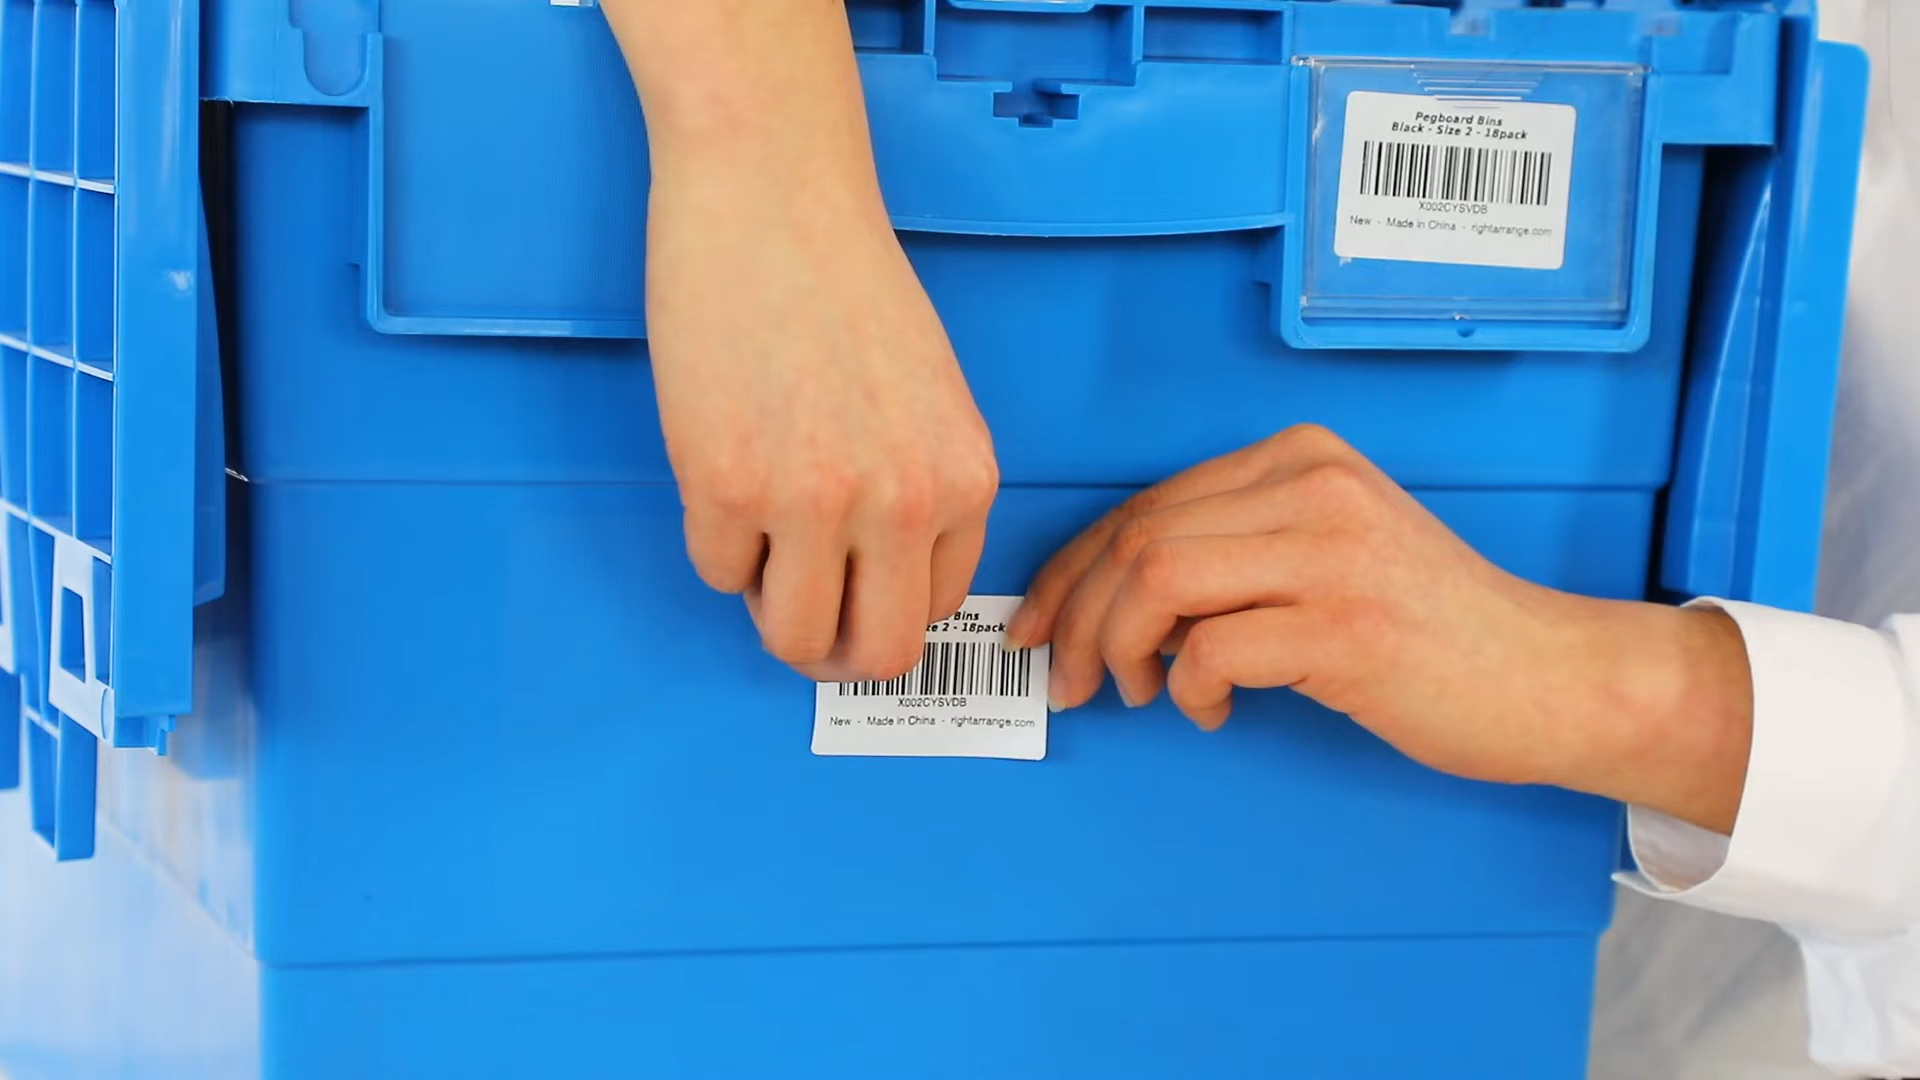 Pegboard Bins
Black - Size 2 - 18pack
X002CYSVDB
New - Made in China - rightarrange.com
Bins
2 - 18pack
X002CYSVDB
New - Made in China - rightarrange.com